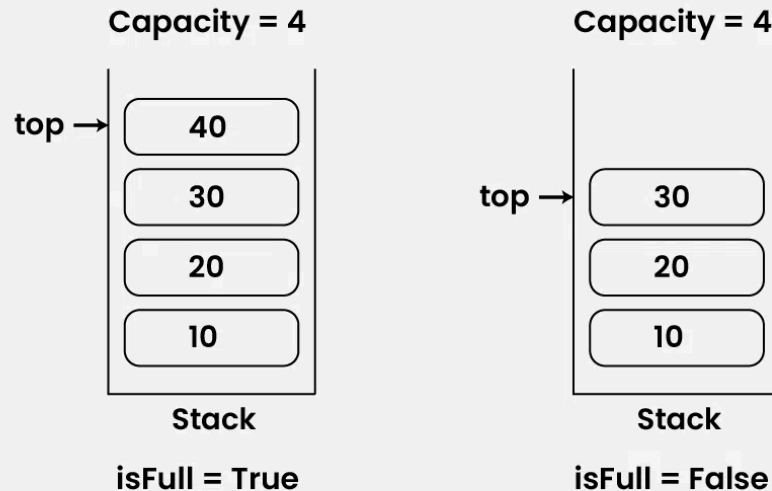 Capacity = 4
top
40
30
20
10
Stack
isFull = True
Capacity = 4
top
30
20
10
Stack
isFull = False